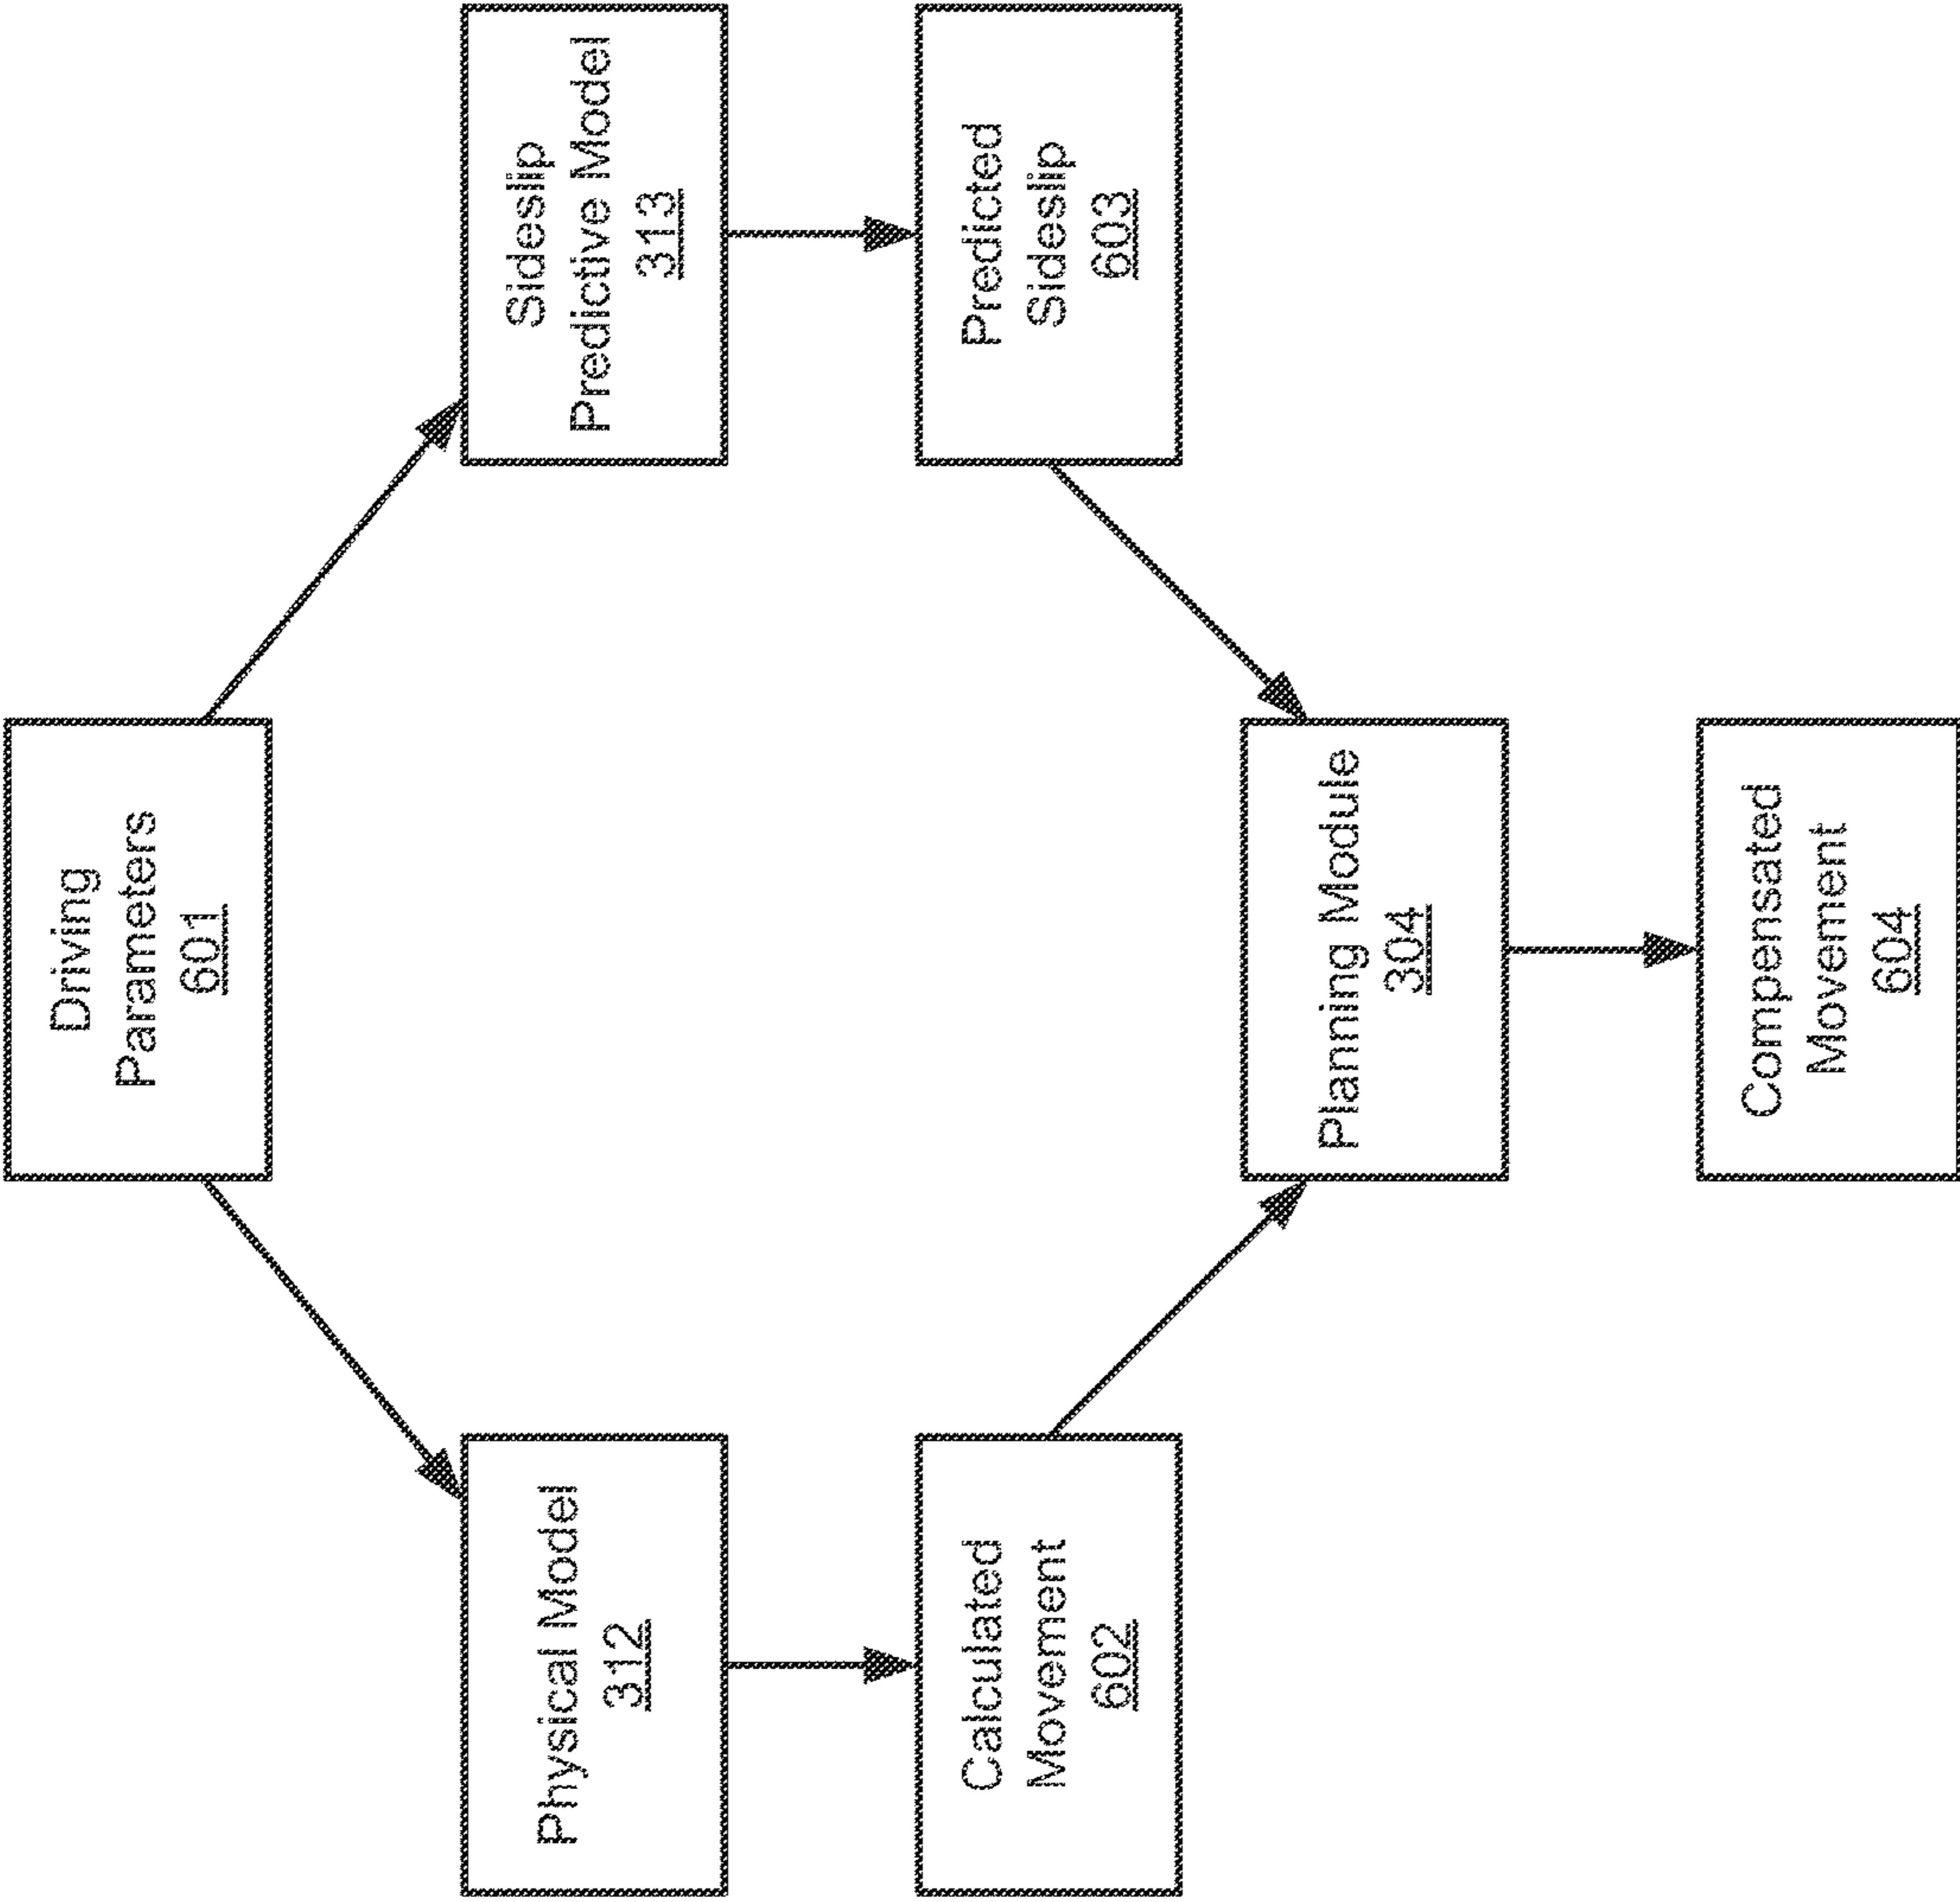 Driving
Parameters
601
Physical Model
312
Sideslip
Predictive Model
313
Calculated
Movement
602
Predicted
Sideslip
603
Planning Module
304
Compensated
Movement
604